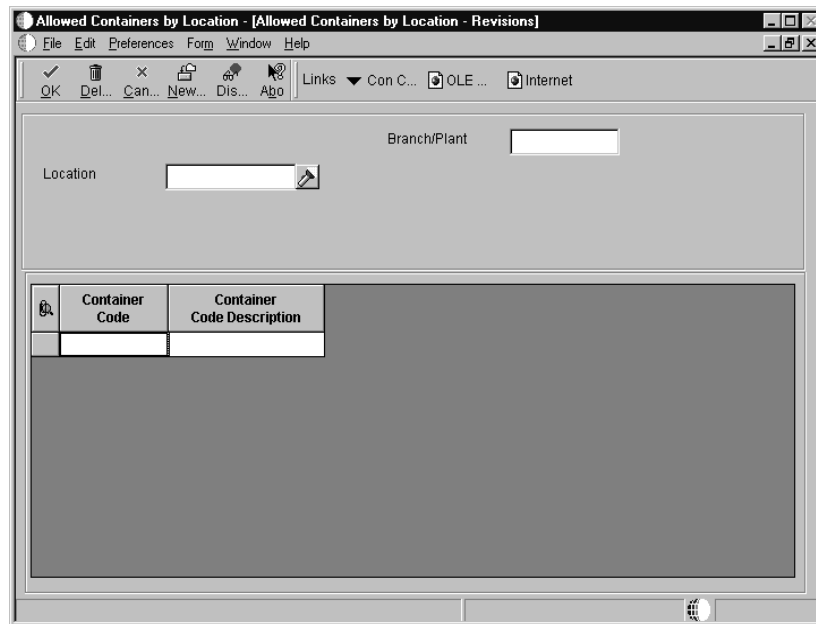 Allowed Containers by Location - [Allowed Containers by Location - Revisions]
File Edit Preferences Form Window Help
OK Del... Can... New... Dis... Abo Links Con C... OLE ... Internet
Branch/Plant
Location
Container Code
Container Code Description